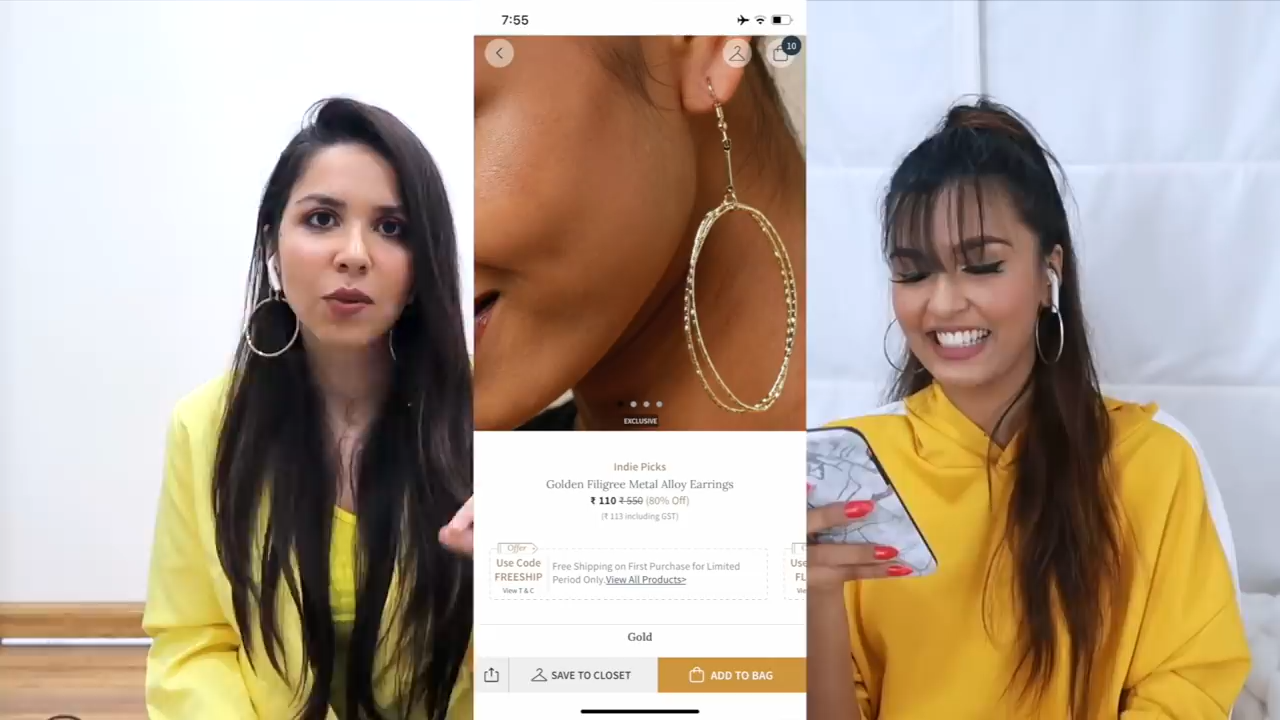 7:55
10
EXCLUSIVE
Indie Picks
Golden Filigree Metal Alloy Earrings
₹ 110 ₹ 550 (80% Off)
(₹ 113 including GST)
Offer
Use Code
FREESHIP
View T & C
Free Shipping on First Purchase for Limited
Period Only.View All Products>
Use
FL
Gold
SAVE TO CLOSET
ADD TO BAG